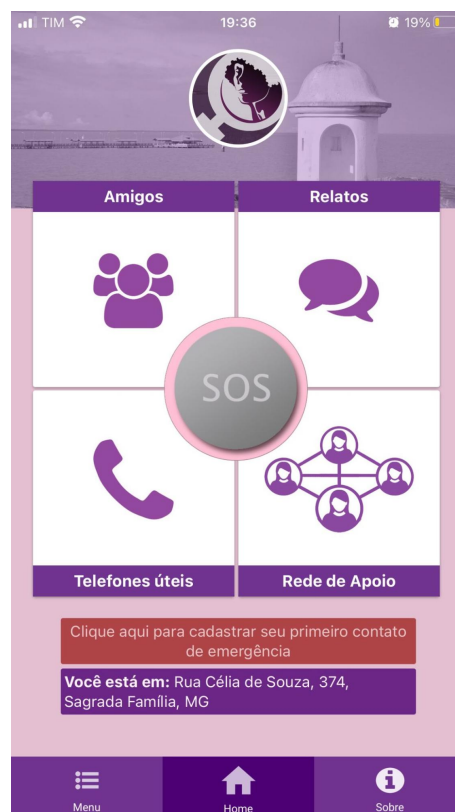 TIM 19:36 19%
Amigos Relatos
SOS
Telefones úteis Rede de Apoio
Clique aqui para cadastrar seu primeiro contato
de emergência
Você está em: Rua Célia de Souza, 374,
Sagrada Família, MG
Menu Home Sobre